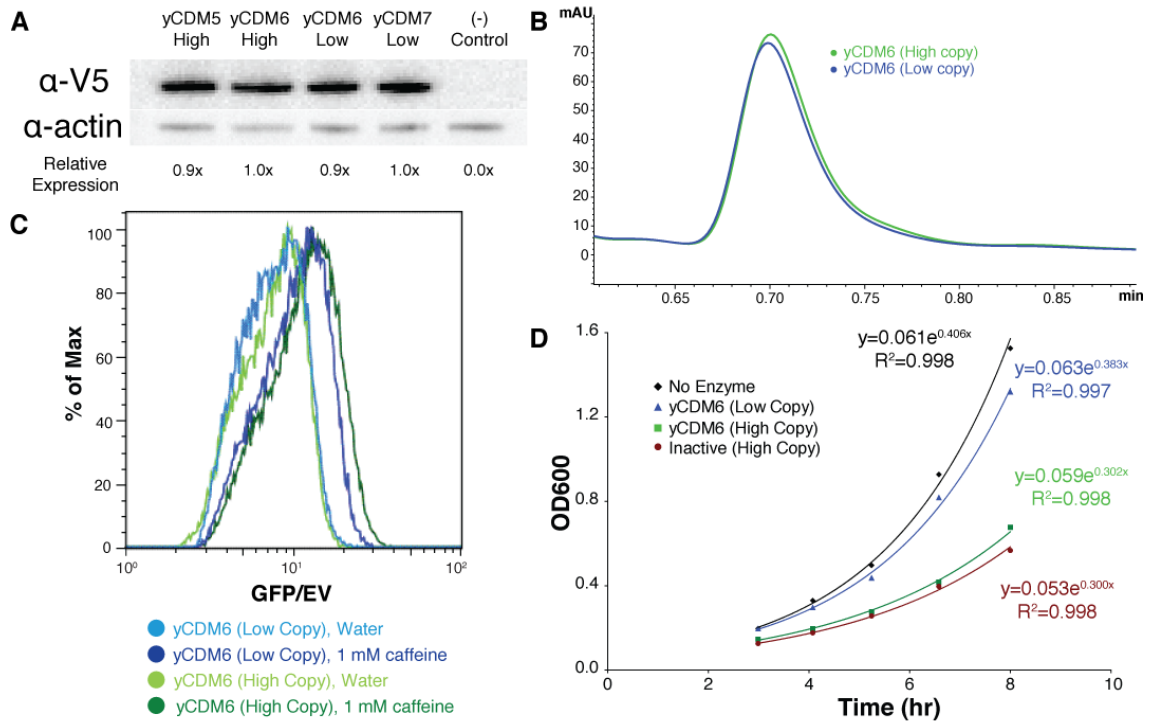 A
yCDM5 yCDM6 yCDM6 yCDM7 (-)
High High Low Low Control
α-V5
α-actin
Relative
Expression
0.9x 1.0x 0.9x 1.0x 0.0x
B
mAU
70
60
50
40
30
20
10
0
yCDM6 (High copy)
yCDM6 (Low copy)
0.65 0.70 0.75 0.80 0.85 min
C
% of Max
100
80
60
40
20
0
10⁰ 10¹ 10²
GFP/EV
yCDM6 (Low Copy), Water
yCDM6 (Low Copy), 1 mM caffeine
yCDM6 (High Copy), Water
yCDM6 (High Copy), 1 mM caffeine
D
OD600
1.6
1.2
0.8
0.4
0.0
No Enzyme
yCDM6 (Low Copy)
yCDM6 (High Copy)
Inactive (High Copy)
y=0.061e^0.406x
R²=0.998
y=0.063e^0.383x
R²=0.997
y=0.059e^0.302x
R²=0.998
y=0.053e^0.300x
R²=0.998
0 2 4 6 8 10
Time (hr)